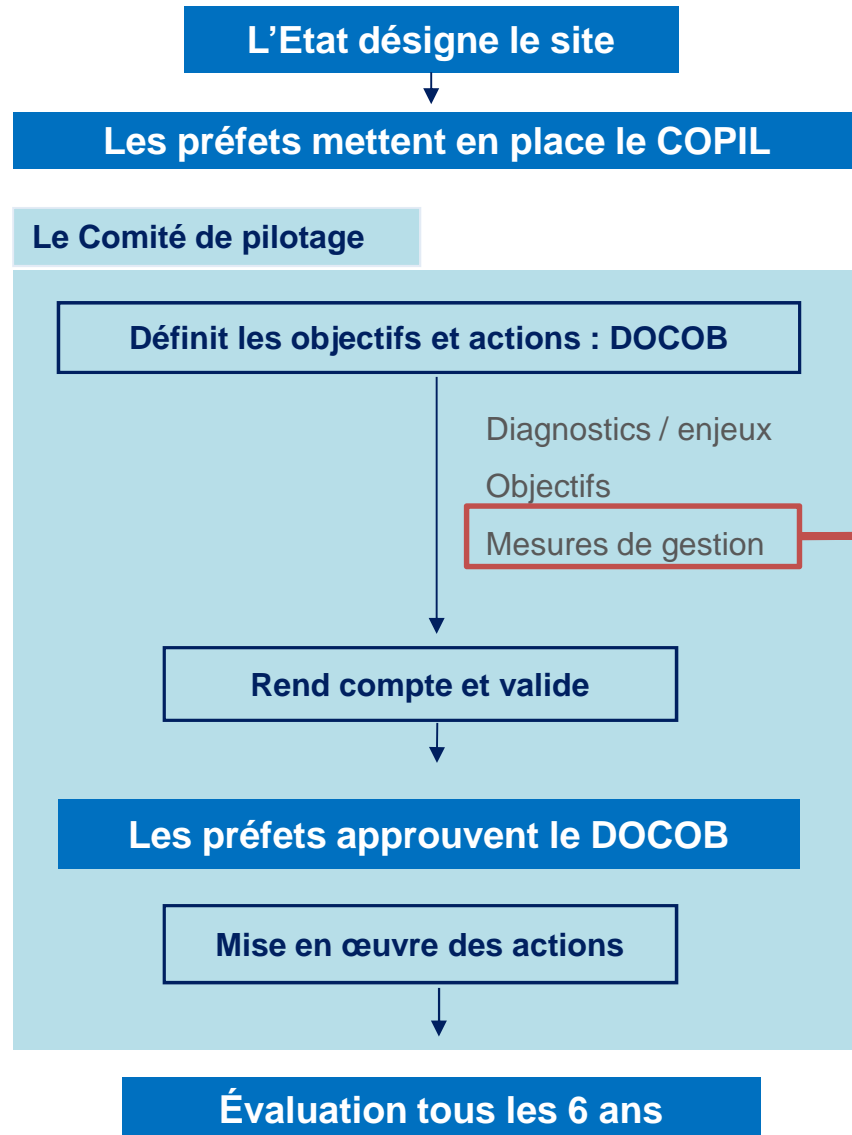 L’Etat désigne le site
Les préfets mettent en place le COPIL
Le Comité de pilotage
Définit les objectifs et actions : DOCOB
Diagnostics / enjeux
Objectifs
Mesures de gestion
Rend compte et valide
Les préfets approuvent le DOCOB
Mise en œuvre des actions
Évaluation tous les 6 ans